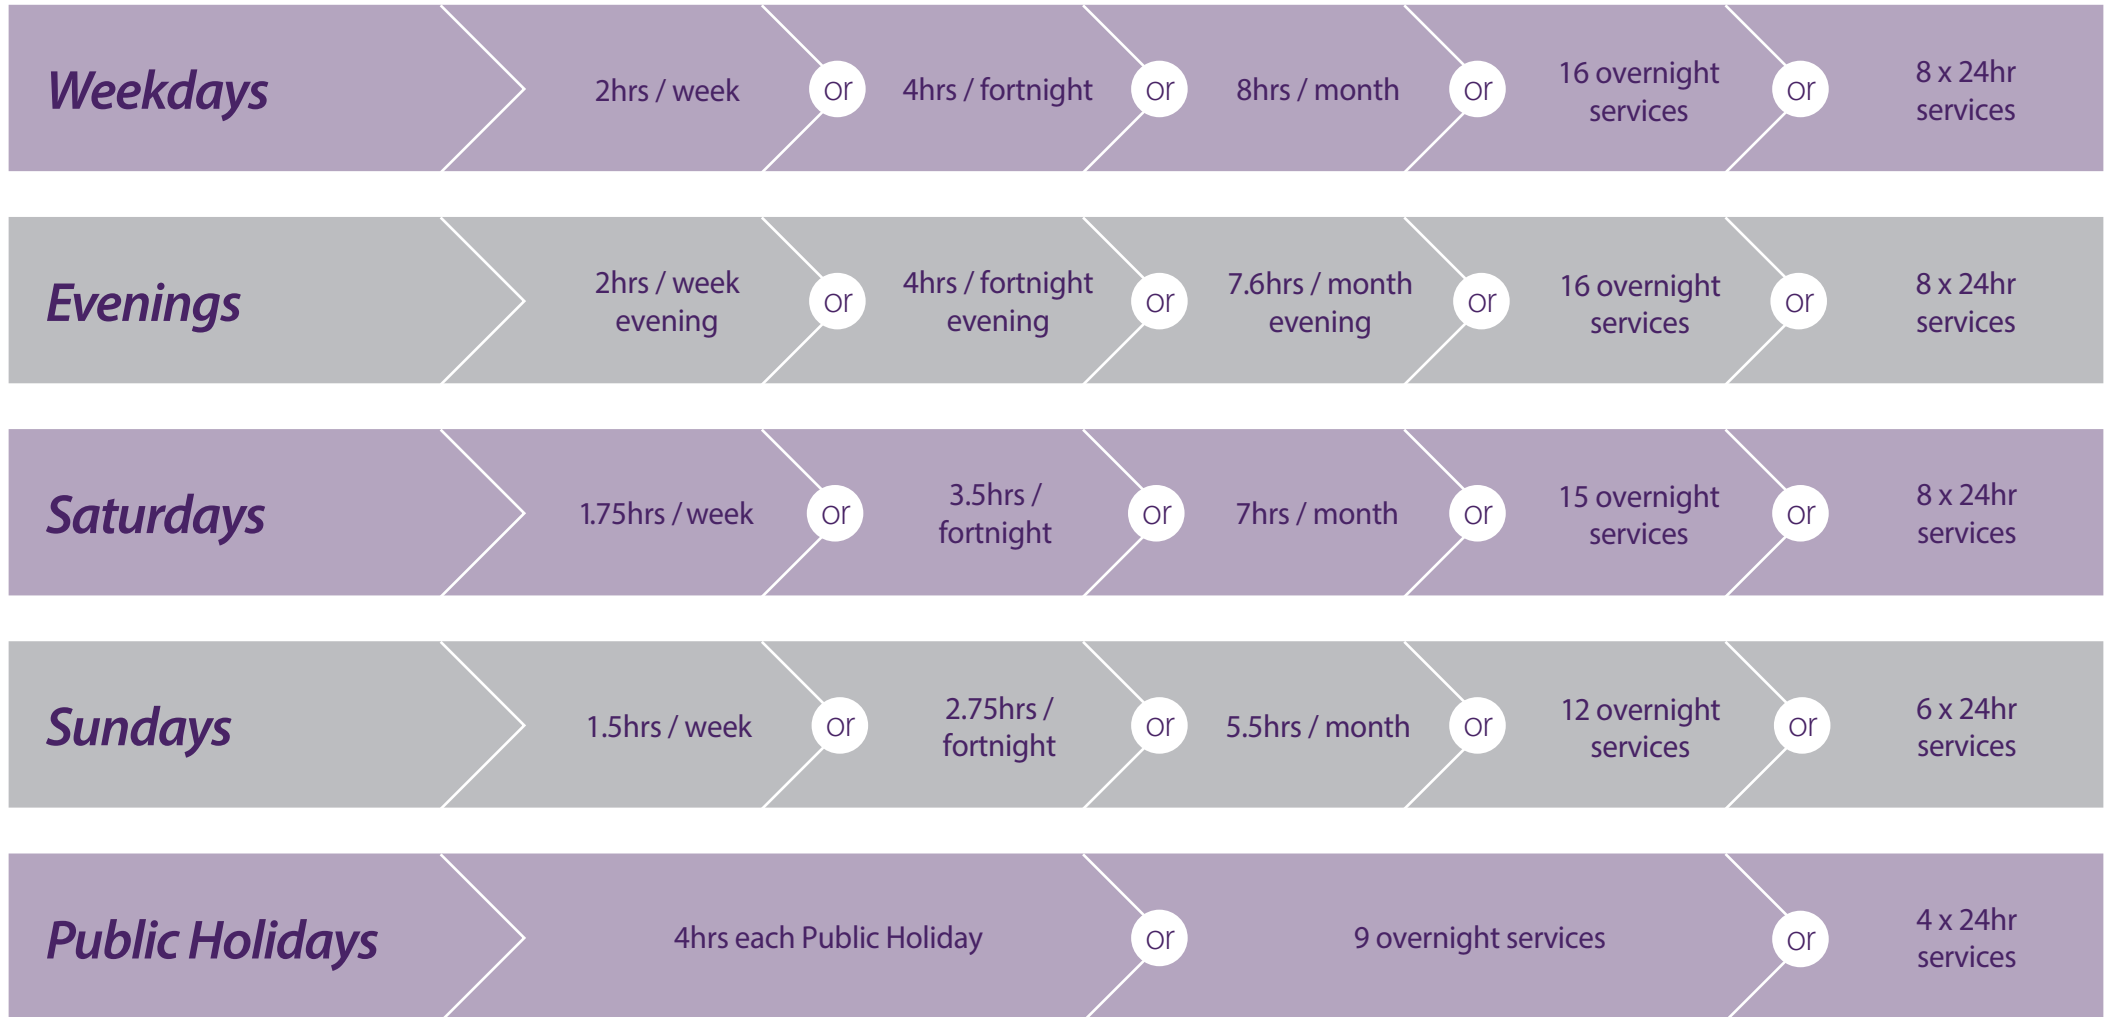 Weekdays
2hrs / week
or
4hrs / fortnight
or
8hrs / month
or
16 overnight
services
or
8 x 24hr
services
Evenings
2hrs / week
evening
or
4hrs / fortnight
evening
or
7.6hrs / month
evening
or
16 overnight
services
or
8 x 24hr
services
Saturdays
1.75hrs / week
or
3.5hrs /
fortnight
or
7hrs / month
or
15 overnight
services
or
8 x 24hr
services
Sundays
1.5hrs / week
or
2.75hrs /
fortnight
or
5.5hrs / month
or
12 overnight
services
or
6 x 24hr
services
Public Holidays
4hrs each Public Holiday
or
9 overnight services
or
4 x 24hr
services